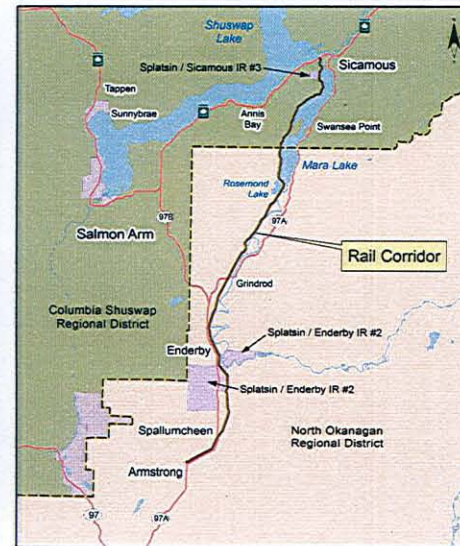 Shuswap
Lake
Splatsin / Sicamous IR #3
Sicamous
Tappen
Sunnybrae
Annis
Bay
Swansea Point
Mara Lake
Rosemond
Lake
97B
97A
Salmon Arm
Rail Corridor
Grindrod
Columbia Shuswap
Regional District
Splatsin / Enderby IR #2
Enderby
Splatsin / Enderby IR #2
Spallumcheen
North Okanagan
Regional District
Armstrong
97
97A